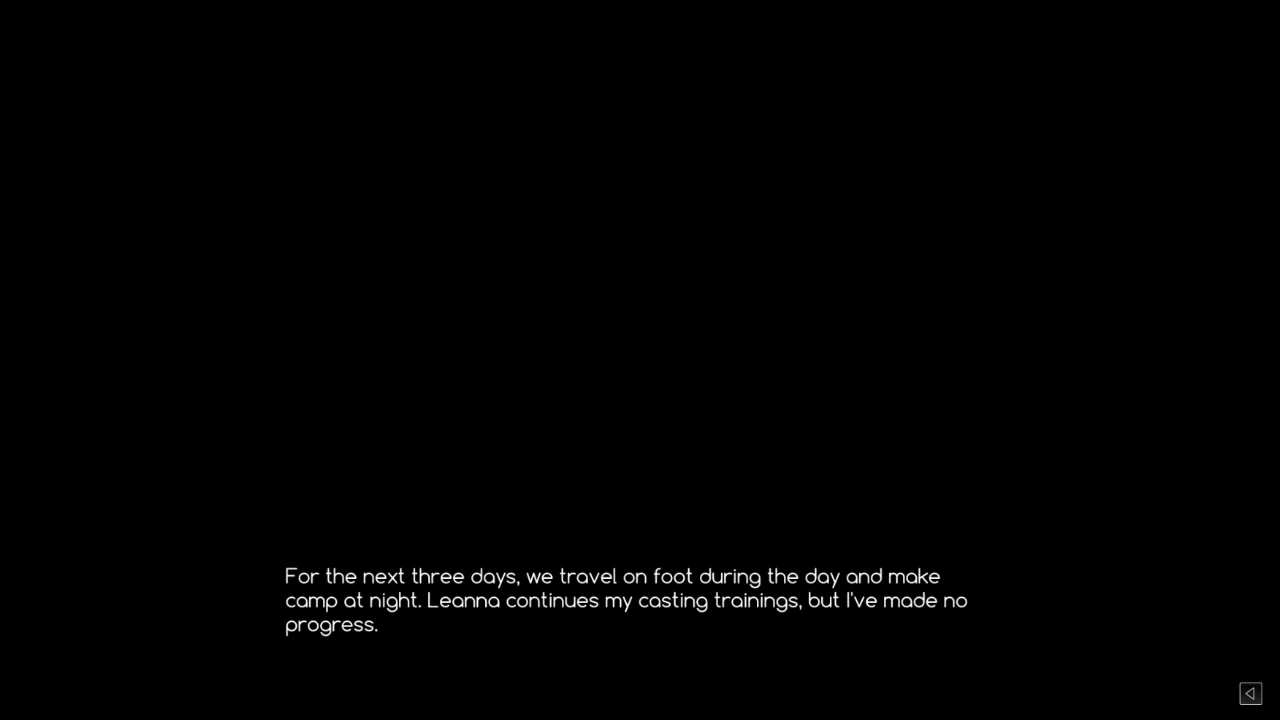 For the next three days, we travel on foot during the day and make
camp at night. Leanna continues my casting trainings, but I've made no
progress.